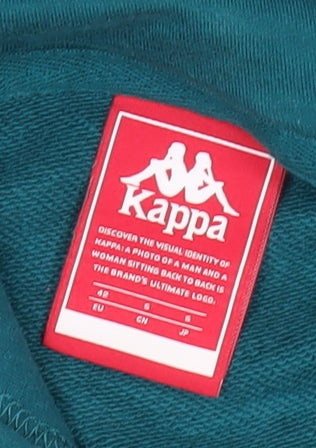 Kappa
DISCOVER THE VISUAL IDENTITY OF
KAPPA: A PHOTO OF A MAN AND A
WOMAN SITTING BACK TO BACK IS
THE BRAND'S ULTIMATE LOGO.
42 S S
EU CN JP